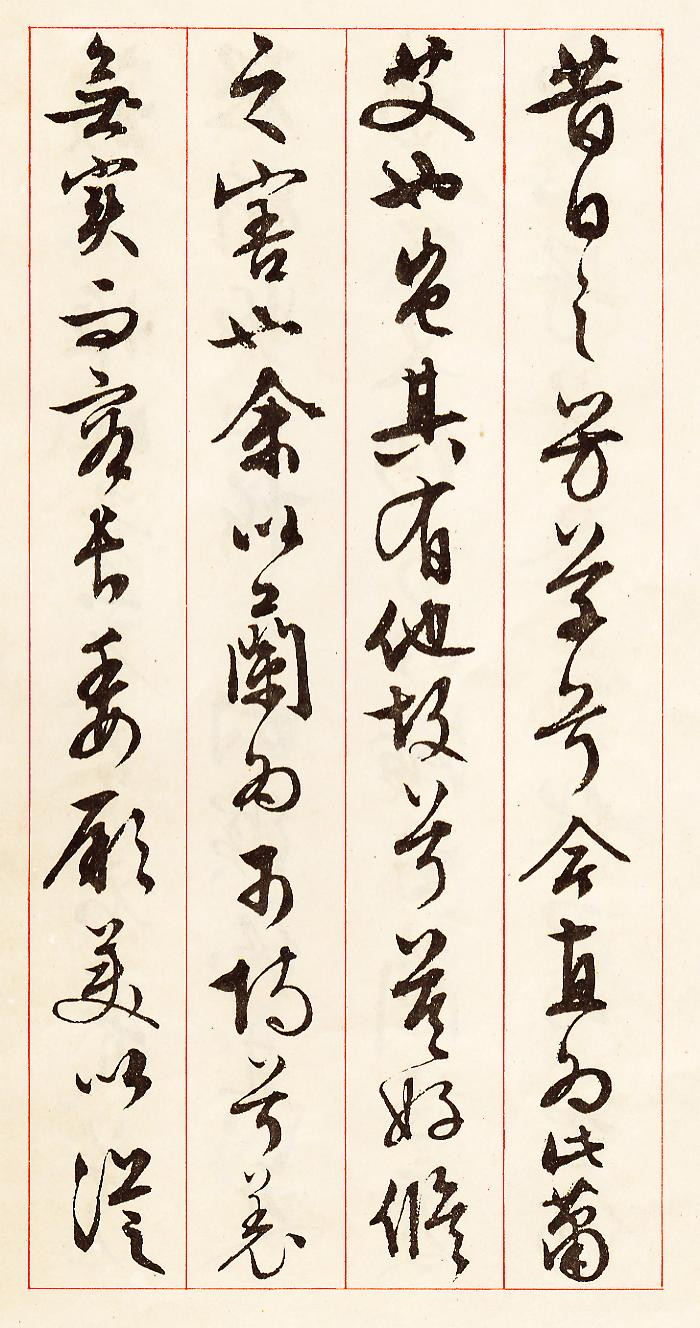 昔日之芳草兮今直為此蕭
艾也豈其有他故兮莫好脩
之害也余以蘭為可恃兮羌
無實而容長委厥美以從